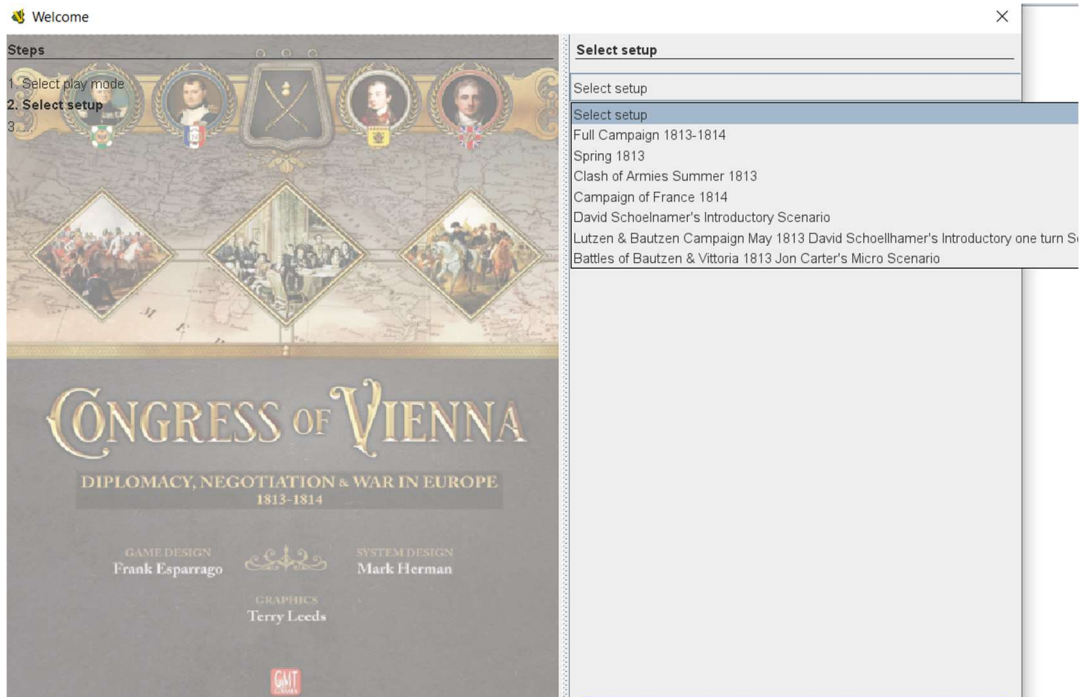 Welcome
Steps
1. Select play mode
2. Select setup
3. ...
CONGRESS OF VIENNA
DIPLOMACY, NEGOTIATION & WAR IN EUROPE
1813-1814
GAME DESIGN
Frank Esparrago
SYSTEM DESIGN
Mark Herman
GRAPHICS
Terry Leeds
GMT
GAMES
Select setup
Select setup
Select setup
Full Campaign 1813-1814
Spring 1813
Clash of Armies Summer 1813
Campaign of France 1814
David Schoelnamer's Introductory Scenario
Lutzen & Bautzen Campaign May 1813 David Schoellhamer's Introductory one turn
Battles of Bautzen & Vittoria 1813 Jon Carter's Micro Scenario